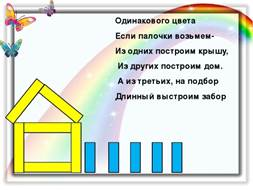 Одинакового цвета
Если палочки возьмем-
Из одних построим крышу,
Из других построим дом.
А из третьих, на подбор
Длинный выстроим забор